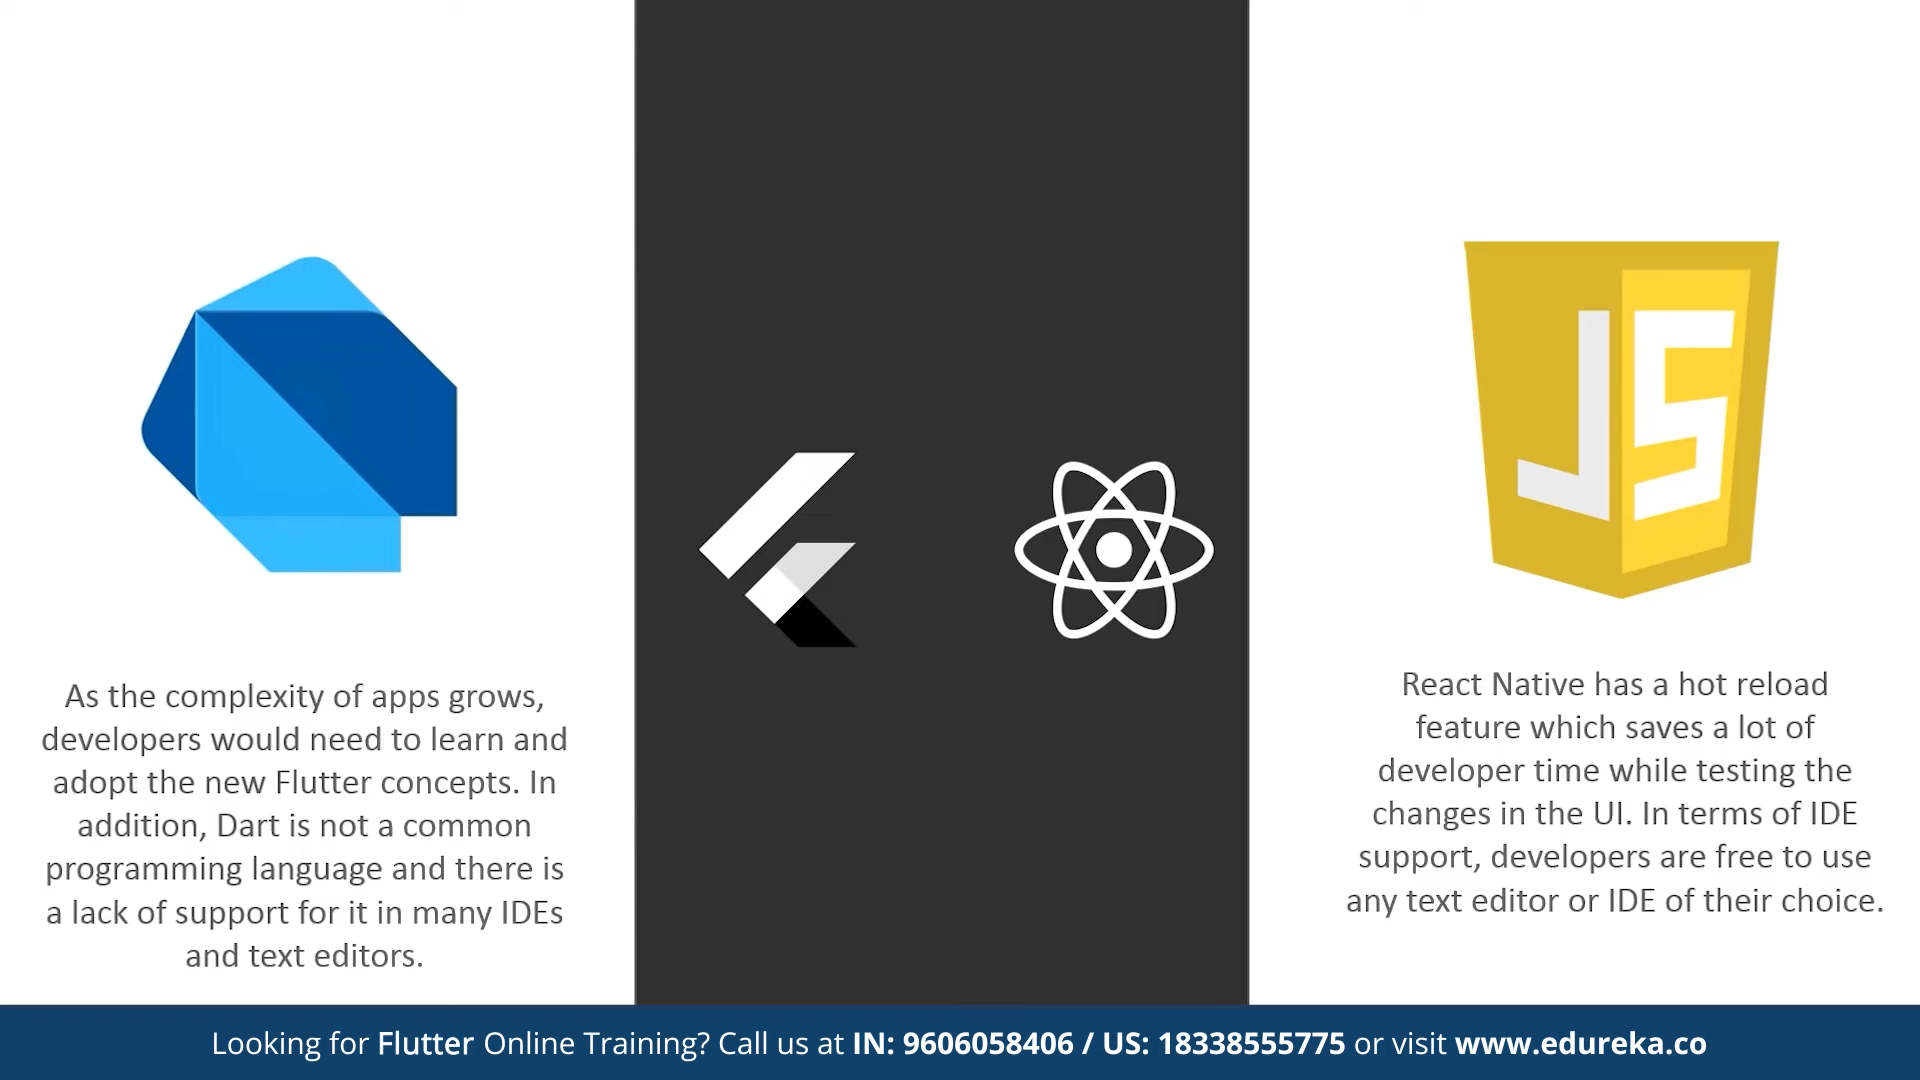 As the complexity of apps grows,
developers would need to learn and
adopt the new Flutter concepts. In
addition, Dart is not a common
programming language and there is
a lack of support for it in many IDEs
and text editors.
JS
React Native has a hot reload
feature which saves a lot of
developer time while testing the
changes in the UI. In terms of IDE
support, developers are free to use
any text editor or IDE of their choice.
Looking for Flutter Online Training? Call us at IN: 9606058406 / US: 18338555775 or visit www.edureka.co